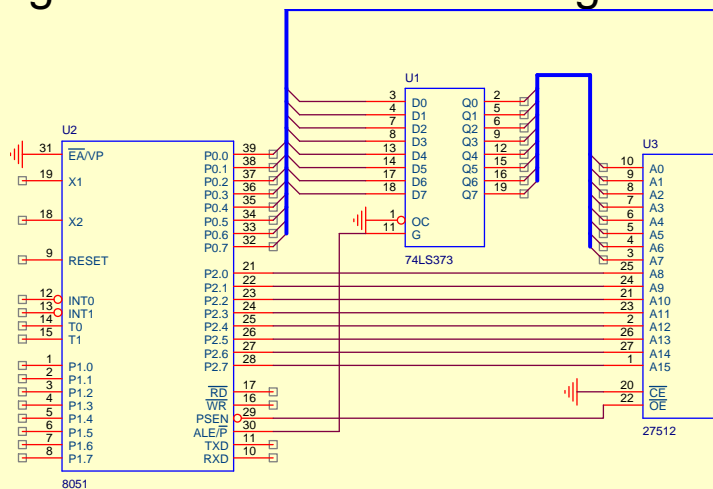 U1
3 D0 Q0 2
4 D1 Q1 5
7 D2 Q2 6
8 D3 Q3 9
13 D4 Q4 12
14 D5 Q5 15
17 D6 Q6 16
18 D7 Q7 19
1 OC
11 G
74LS373
U2
31 EA/VP P0.0 39
19 X1 P0.1 38
P0.2 37
P0.3 36
P0.4 35
18 X2 P0.5 34
P0.6 33
P0.7 32
9 RESET P2.0 21
P2.1 22
12 INT0 P2.2 23
13 INT1 P2.3 24
14 T0 P2.4 25
15 T1 P2.5 26
P2.6 27
1 P1.0 P2.7 28
2 P1.1
3 P1.2 RD 17
4 P1.3 WR 16
5 P1.4 PSEN 29
6 P1.5 ALE/P 30
7 P1.6 TXD 11
8 P1.7 RXD 10
8051
U3
10 A0
9 A1
8 A2
7 A3
6 A4
5 A5
4 A6
3 A7
25 A8
24 A9
21 A10
23 A11
2 A12
26 A13
27 A14
1 A15
20 CE
22 OE
27512